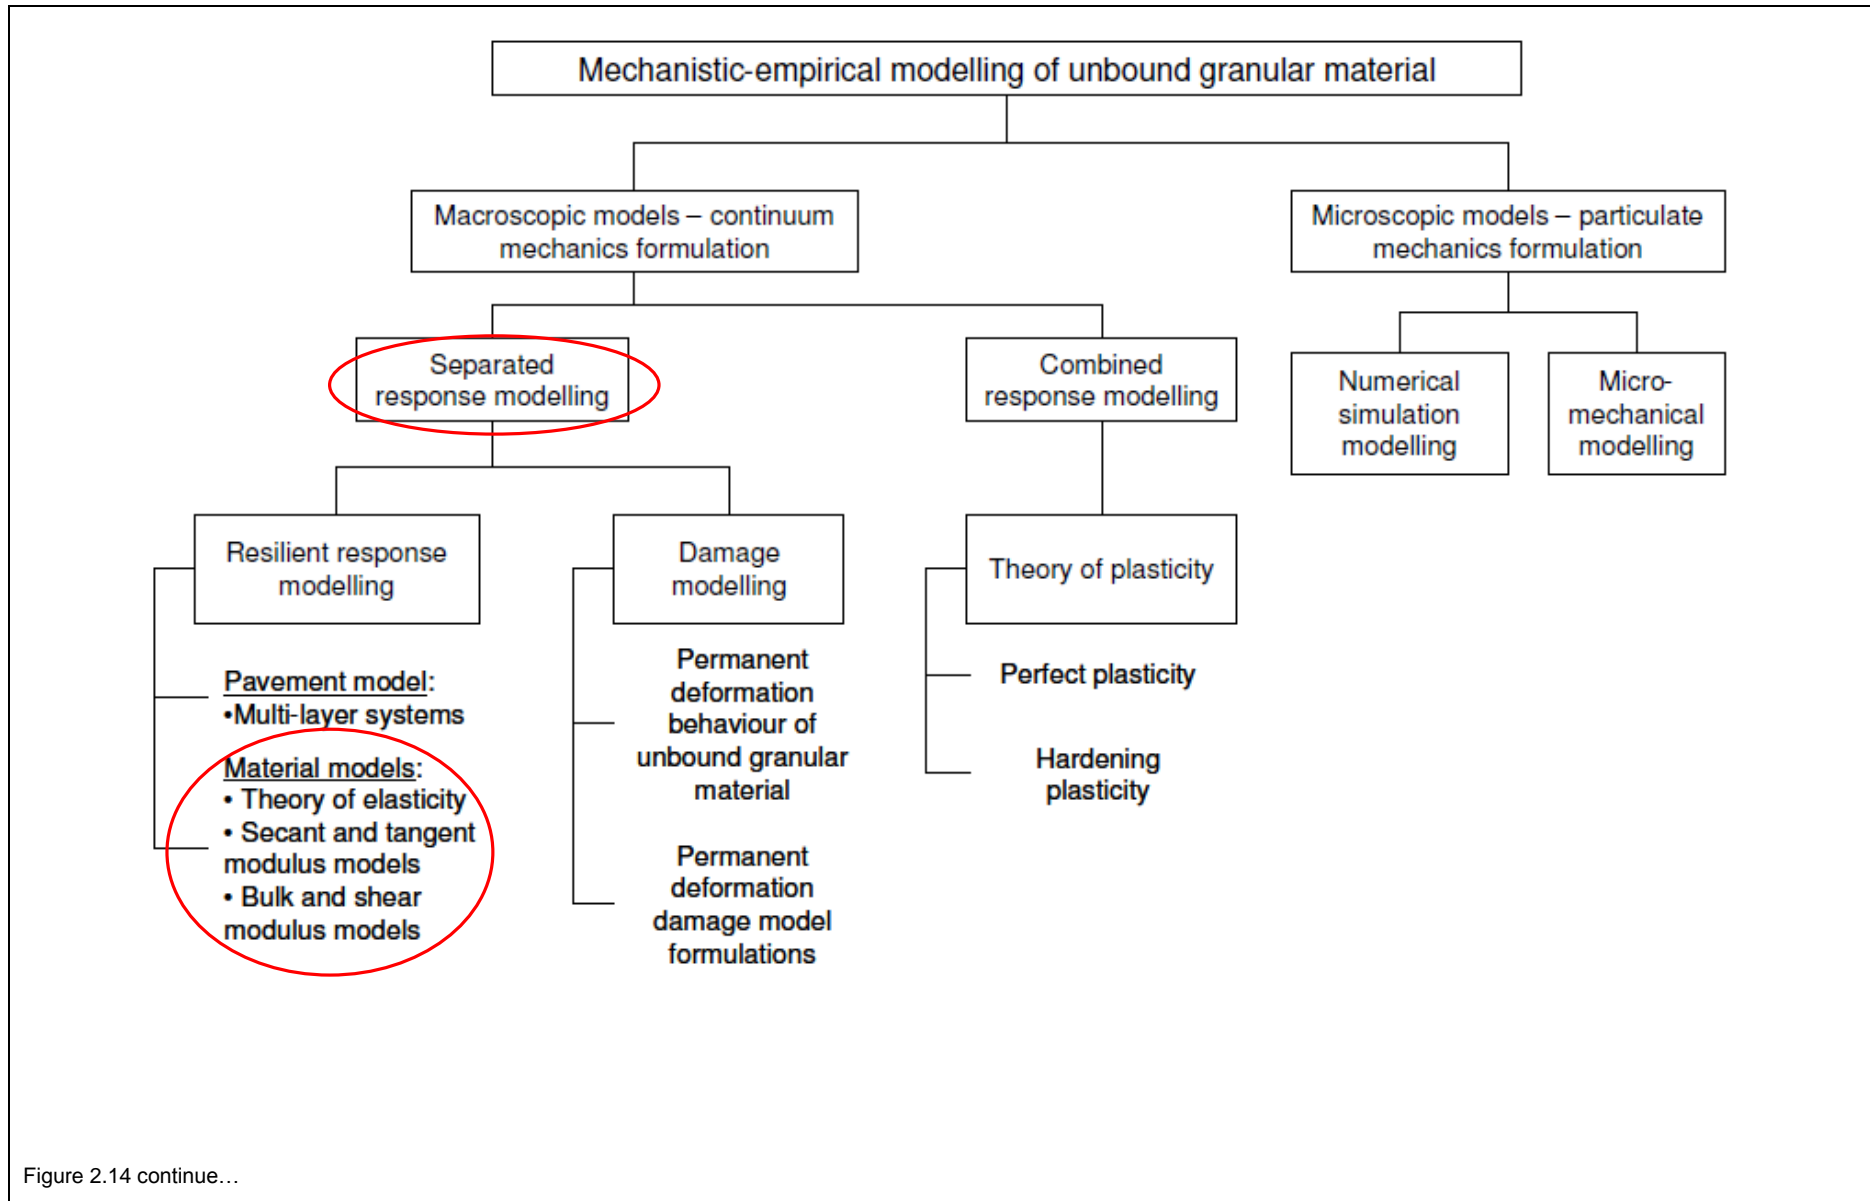 Mechanistic-empirical modelling of unbound granular material
Macroscopic models – continuum
mechanics formulation
Microscopic models – particulate
mechanics formulation
Separated
response modelling
Combined
response modelling
Numerical
simulation
modelling
Micro-
mechanical
modelling
Resilient response
modelling
Damage
modelling
Theory of plasticity
Pavement model:
•Multi-layer systems
Material models:
• Theory of elasticity
• Secant and tangent
modulus models
• Bulk and shear
modulus models
Permanent
deformation
behaviour of
unbound granular
material
Permanent
deformation
damage model
formulations
Perfect plasticity
Hardening
plasticity
Figure 2.14 continue…